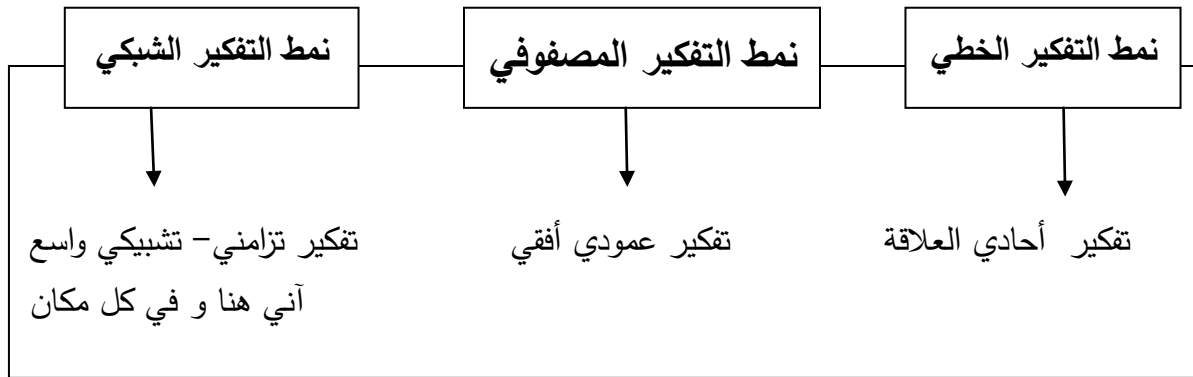 نمط التفكير الخطي
نمط التفكير المصفوفي
نمط التفكير الشبكي
تفكير أحادي العلاقة
تفكير عمودي أفقي
تفكير تزامني– تشبيكي واسع
آني هنا و في كل مكان